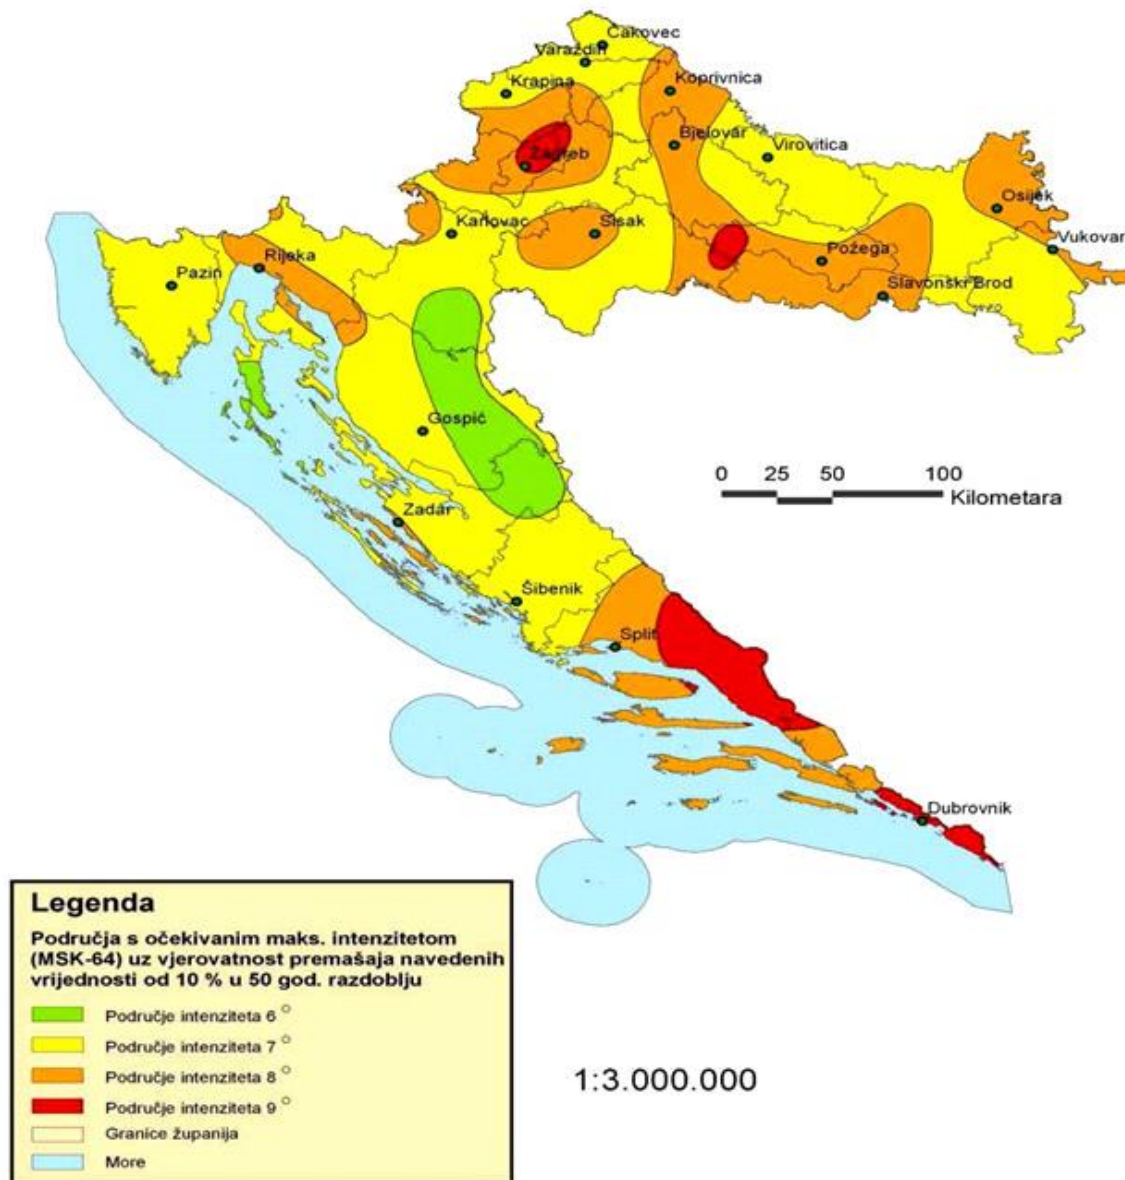 Čakovec
Varaždin
Krapina
Koprivnica
Bjelovar
Virovitica
Zagreb
Osijek
Karlovac
Sisak
Vukovar
Rijeka
Požega
Pazin
Slavonski Brod
Gospić
0 25 50 100
Kilometara
Zadar
Šibenik
Split
Dubrovnik
Legenda
Područja s očekivanim maks. intenzitetom
(MSK-64) uz vjerovatnost premašaja navedenih
vrijednosti od 10 % u 50 god. razdoblju
Područje intenziteta 6 °
Područje intenziteta 7 °
Područje intenziteta 8 °
Područje intenziteta 9 °
Granice županija
More
1:3.000.000